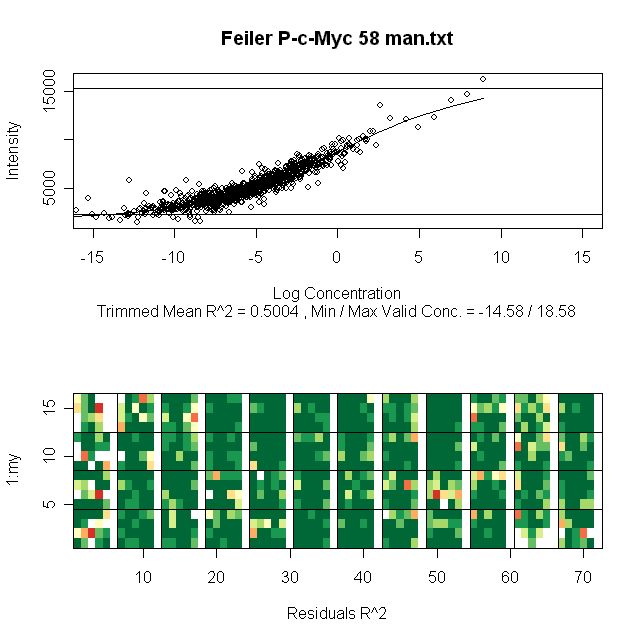 Feiler P-c-Myc 58 man.txt
Intensity
15000
5000
-15 -10 -5 0 5 10 15
Log Concentration
Trimmed Mean R^2 = 0.5004 , Min / Max Valid Conc. = -14.58 / 18.58
1:my
15
10
5
10 20 30 40 50 60 70
Residuals R^2